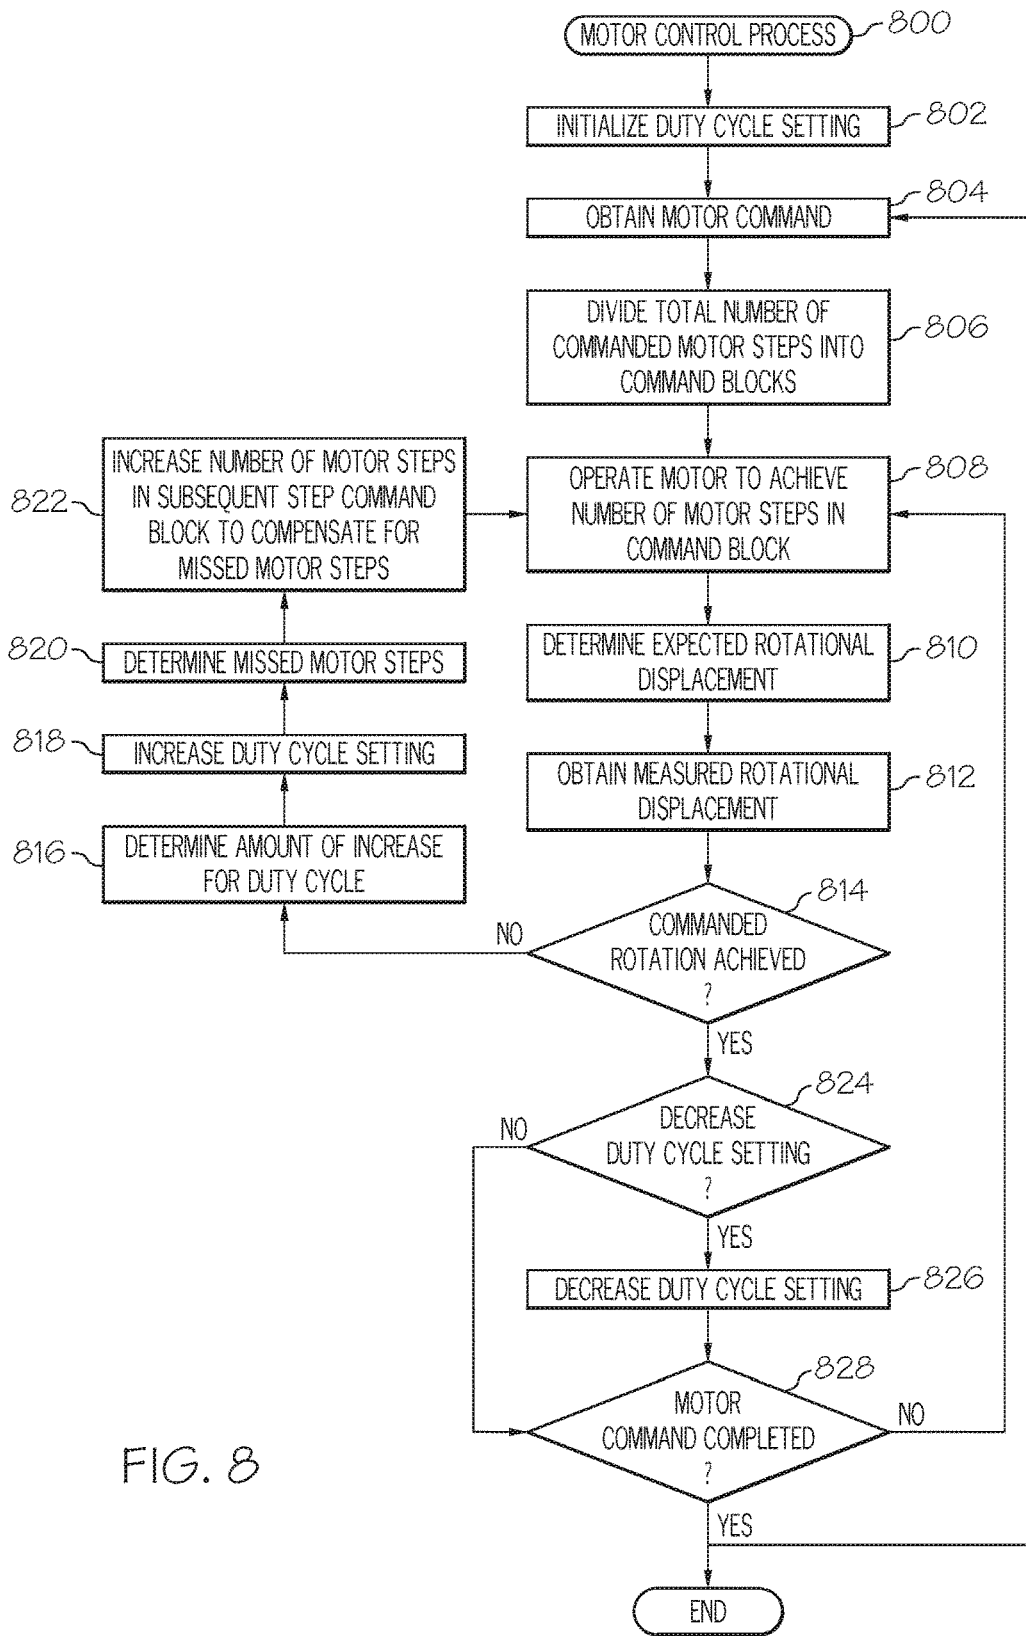 MOTOR CONTROL PROCESS
800
INITIALIZE DUTY CYCLE SETTING
802
OBTAIN MOTOR COMMAND
804
DIVIDE TOTAL NUMBER OF
COMMANDED MOTOR STEPS INTO
COMMAND BLOCKS
806
OPERATE MOTOR TO ACHIEVE
NUMBER OF MOTOR STEPS IN
COMMAND BLOCK
808
DETERMINE EXPECTED ROTATIONAL
DISPLACEMENT
810
OBTAIN MEASURED ROTATIONAL
DISPLACEMENT
812
COMMANDED
ROTATION ACHIEVED
?
814
NO
YES
DETERMINE AMOUNT OF INCREASE
FOR DUTY CYCLE
816
INCREASE DUTY CYCLE SETTING
818
DETERMINE MISSED MOTOR STEPS
820
INCREASE NUMBER OF MOTOR STEPS
IN SUBSEQUENT STEP COMMAND
BLOCK TO COMPENSATE FOR
MISSED MOTOR STEPS
822
DECREASE
DUTY CYCLE SETTING
?
824
NO
YES
DECREASE DUTY CYCLE SETTING
826
MOTOR
COMMAND COMPLETED
?
828
NO
YES
END
FIG. 8